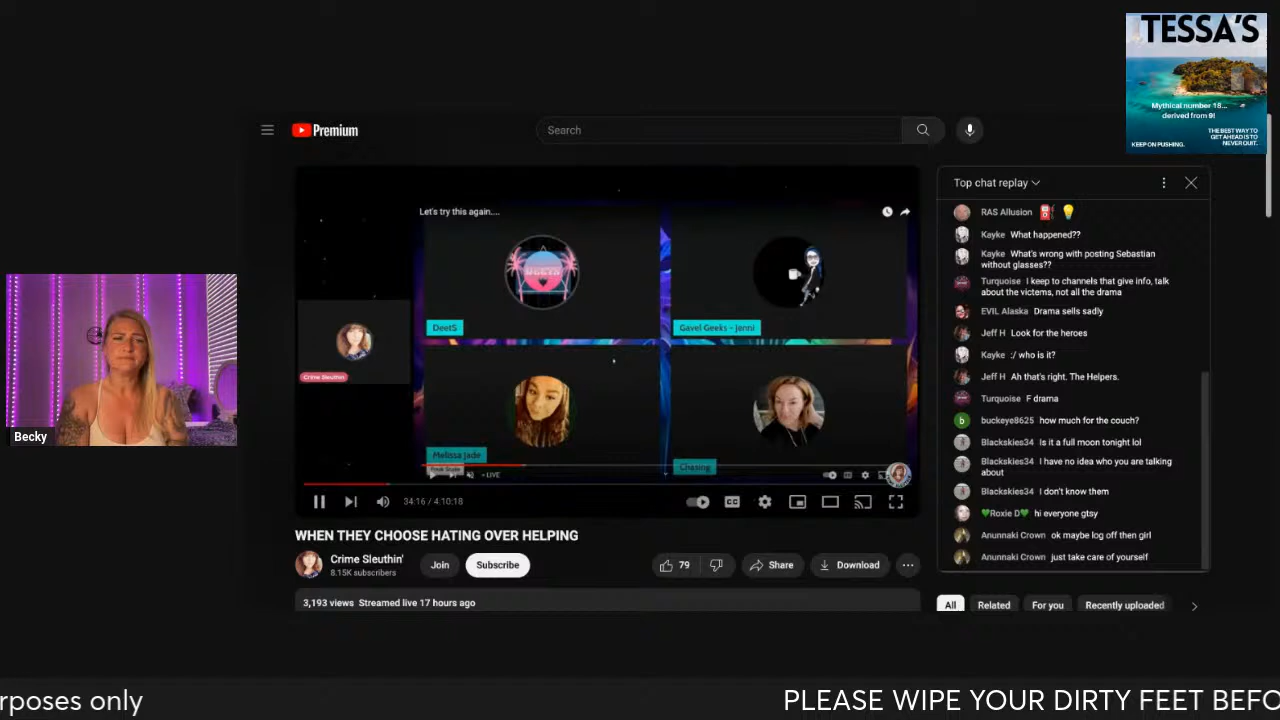 TESSA'S
Mythical number 18...
derived from 9!
THE BEST WAY TO
GET AHEAD IS TO
NEVER QUIT.
KEEP ON PUSHING.
Premium
Search
Let's try this again....
DeetS
Gavel Geeks - Jenni
Crime Sleuthin'
Melissa Jade
Chasing
LIVE
34:16 / 4:10:18
Top chat replay
RAS Allusion
Kayke What happened??
Kayke What's wrong with posting Sebastian
without glasses??
Turquoise I keep to channels that give info, talk
about the victims, not all the drama
EVIL Alaska Drama sells sadly
Jeff H Look for the heroes
Kayke :/ who is it?
Jeff H Ah that's right. The Helpers.
Turquoise F drama
b buckeye8625 how much for the couch?
Blackskies34 Is it a full moon tonight lol
Blackskies34 I have no idea who you are talking
about
Blackskies34 I don't know them
Roxie D hi everyone gtsy
Anunnaki Crown ok maybe log off then girl
Anunnaki Crown just take care of yourself
Becky
WHEN THEY CHOOSE HATING OVER HELPING
Crime Sleuthin'
8.15K subscribers
Join
Subscribe
79
Share
Download
3,193 views Streamed live 17 hours ago
All
Related
For you
Recently uploaded
rposes only
PLEASE WIPE YOUR DIRTY FEET BEFO